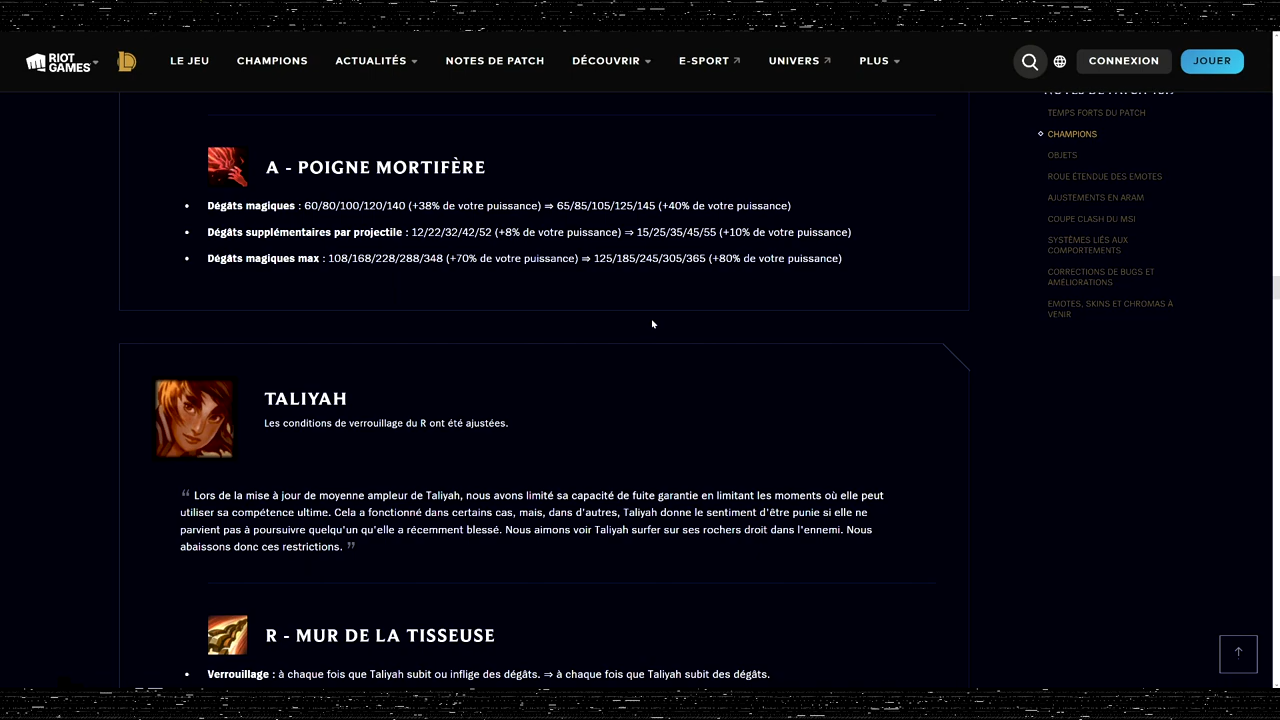 RIOT GAMES
LE JEU
CHAMPIONS
ACTUALITÉS
NOTES DE PATCH
DÉCOUVRIR
E-SPORT
UNIVERS
PLUS
CONNEXION
JOUER
TEMPS FORTS DU PATCH
CHAMPIONS
OBJETS
ROUE ÉTENDUE DES EMOTES
AJUSTEMENTS EN ARAM
COUPE CLASH DU MSI
SYSTÈMES LIÉS AUX
COMPORTEMENTS
CORRECTIONS DE BUGS ET
AMÉLIORATIONS
EMOTES, SKINS ET CHROMAS À
VENIR
A - POIGNE MORTIFÈRE
• Dégâts magiques : 60/80/100/120/140 (+38% de votre puissance) ⇒ 65/85/105/125/145 (+40% de votre puissance)
• Dégâts supplémentaires par projectile : 12/22/32/42/52 (+8% de votre puissance) ⇒ 15/25/35/45/55 (+10% de votre puissance)
• Dégâts magiques max : 108/168/228/288/348 (+70% de votre puissance) ⇒ 125/185/245/305/365 (+80% de votre puissance)
TALIYAH
Les conditions de verrouillage du R ont été ajustées.
“ Lors de la mise à jour de moyenne ampleur de Taliyah, nous avons limité sa capacité de fuite garantie en limitant les moments où elle peut
utiliser sa compétence ultime. Cela a fonctionné dans certains cas, mais, dans d'autres, Taliyah donne le sentiment d'être punie si elle ne
parvient pas à poursuivre quelqu'un qu'elle a récemment blessé. Nous aimons voir Taliyah surfer sur ses rochers droit dans l'ennemi. Nous
abaissons donc ces restrictions. ”
R - MUR DE LA TISSEUSE
• Verrouillage : à chaque fois que Taliyah subit ou inflige des dégâts. ⇒ à chaque fois que Taliyah subit des dégâts.